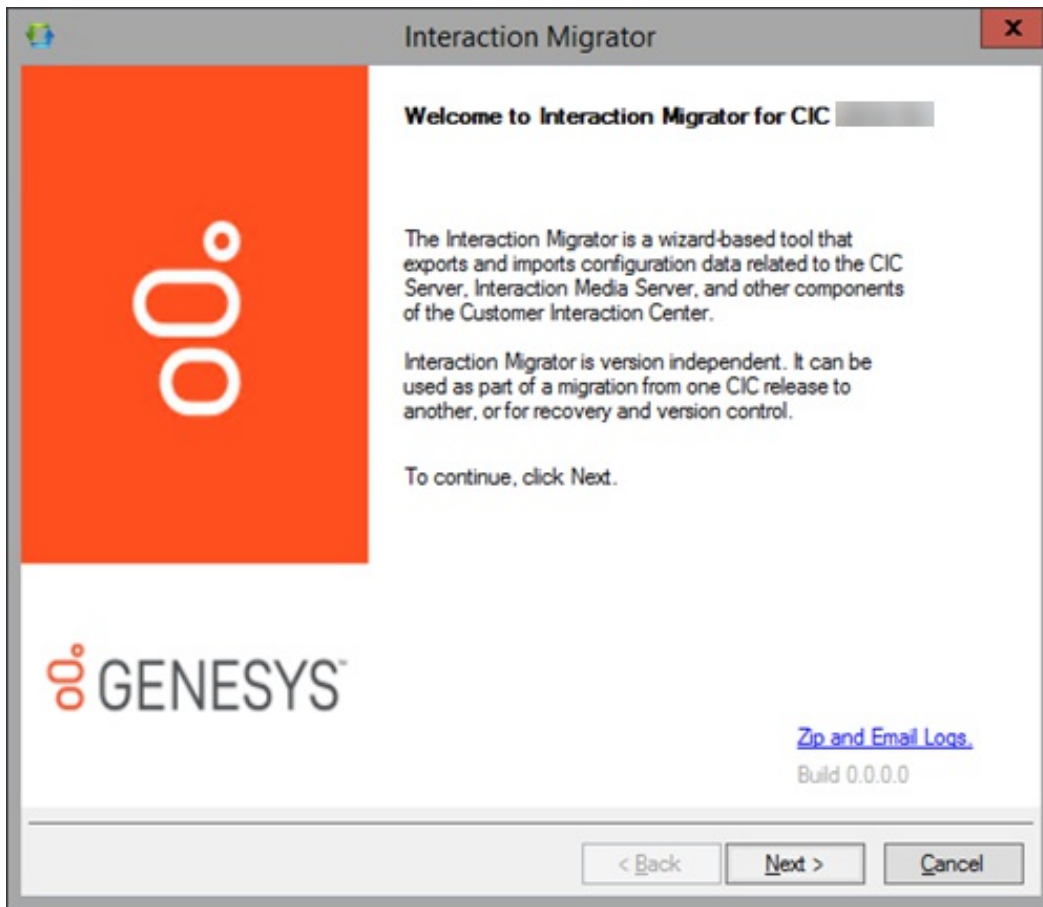 Interaction Migrator
x
Welcome to Interaction Migrator for CIC
The Interaction Migrator is a wizard-based tool that
exports and imports configuration data related to the CIC
Server, Interaction Media Server, and other components
of the Customer Interaction Center.
Interaction Migrator is version independent. It can be
used as part of a migration from one CIC release to
another, or for recovery and version control.
To continue, click Next.
GENESYS™
Zip and Email Logs.
Build 0.0.0.0
< Back
Next >
Cancel